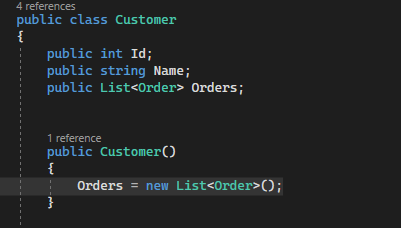 4 references
public class Customer
{
public int Id;
public string Name;
public List<Order> Orders;
1 reference
public Customer()
{
Orders = new List<Order>();
}